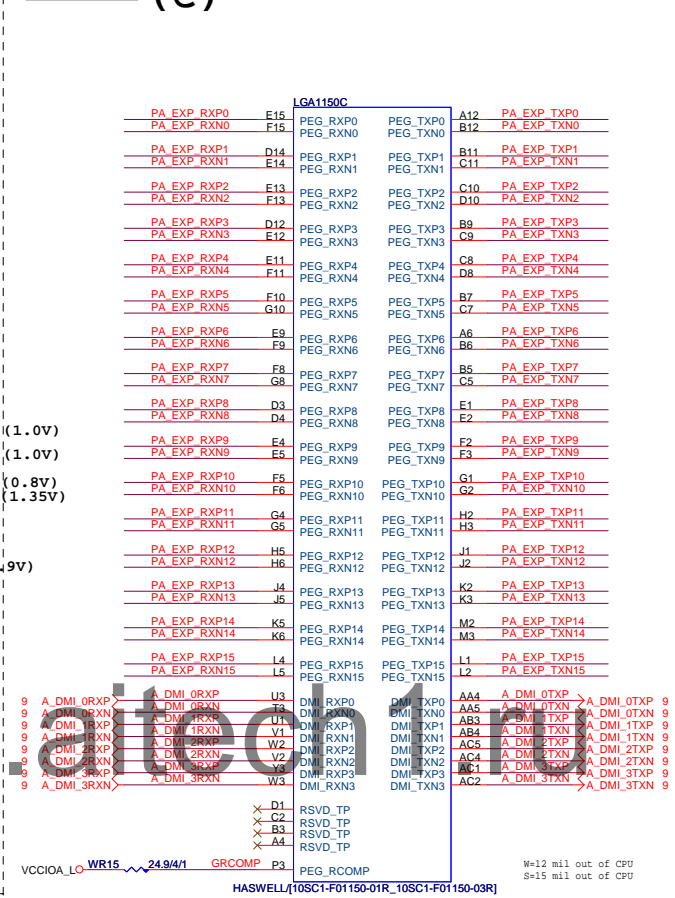 (C)
LGA1150C
PA_EXP_RXP0 E15 PEG_RXP0 PEG_TXP0 A12 PA_EXP_TXP0
PA_EXP_RXN0 F15 PEG_RXN0 PEG_TXN0 B12 PA_EXP_TXN0
PA_EXP_RXP1 D14 PEG_RXP1 PEG_TXP1 B11 PA_EXP_TXP1
PA_EXP_RXN1 E14 PEG_RXN1 PEG_TXN1 C11 PA_EXP_TXN1
PA_EXP_RXP2 E13 PEG_RXP2 PEG_TXP2 C10 PA_EXP_TXP2
PA_EXP_RXN2 F13 PEG_RXN2 PEG_TXN2 D10 PA_EXP_TXN2
PA_EXP_RXP3 D12 PEG_RXP3 PEG_TXP3 B9 PA_EXP_TXP3
PA_EXP_RXN3 E12 PEG_RXN3 PEG_TXN3 C9 PA_EXP_TXN3
PA_EXP_RXP4 E11 PEG_RXP4 PEG_TXP4 C8 PA_EXP_TXP4
PA_EXP_RXN4 F11 PEG_RXN4 PEG_TXN4 D8 PA_EXP_TXN4
PA_EXP_RXP5 F10 PEG_RXP5 PEG_TXP5 B7 PA_EXP_TXP5
PA_EXP_RXN5 G10 PEG_RXN5 PEG_TXN5 C7 PA_EXP_TXN5
PA_EXP_RXP6 E9 PEG_RXP6 PEG_TXP6 A6 PA_EXP_TXP6
PA_EXP_RXN6 F9 PEG_RXN6 PEG_TXN6 B6 PA_EXP_TXN6
PA_EXP_RXP7 F8 PEG_RXP7 PEG_TXP7 B5 PA_EXP_TXP7
PA_EXP_RXN7 G8 PEG_RXN7 PEG_TXN7 C5 PA_EXP_TXN7
PA_EXP_RXP8 D3 PEG_RXP8 PEG_TXP8 E1 PA_EXP_TXP8
PA_EXP_RXN8 D4 PEG_RXN8 PEG_TXN8 E2 PA_EXP_TXN8
(1.0V)
PA_EXP_RXP9 E4 PEG_RXP9 PEG_TXP9 F2 PA_EXP_TXP9
PA_EXP_RXN9 E5 PEG_RXN9 PEG_TXN9 F3 PA_EXP_TXN9
(1.0V)
PA_EXP_RXP10 F5 PEG_RXP10 PEG_TXP10 G1 PA_EXP_TXP10
(0.8V)
PA_EXP_RXN10 F6 PEG_RXN10 PEG_TXN10 G2 PA_EXP_TXN10
(1.35V)
PA_EXP_RXP11 G4 PEG_RXP11 PEG_TXP11 H2 PA_EXP_TXP11
PA_EXP_RXN11 G5 PEG_RXN11 PEG_TXN11 H3 PA_EXP_TXN11
PA_EXP_RXP12 H5 PEG_RXP12 PEG_TXP12 J1 PA_EXP_TXP12
PA_EXP_RXN12 H6 PEG_RXN12 PEG_TXN12 J2 PA_EXP_TXN12
9V)
PA_EXP_RXP13 J4 PEG_RXP13 PEG_TXP13 K2 PA_EXP_TXP13
PA_EXP_RXN13 J5 PEG_RXN13 PEG_TXN13 K3 PA_EXP_TXN13
PA_EXP_RXP14 K5 PEG_RXP14 PEG_TXP14 M2 PA_EXP_TXP14
PA_EXP_RXN14 K6 PEG_RXN14 PEG_TXN14 M3 PA_EXP_TXN14
PA_EXP_RXP15 L4 PEG_RXP15 PEG_TXP15 L1 PA_EXP_TXP15
PA_EXP_RXN15 L5 PEG_RXN15 PEG_TXN15 L2 PA_EXP_TXN15
9 A_DMI_0RXP A_DMI_0RXP U3 DMI_RXP0 DMI_TXP0 AA4 A_DMI_0TXP A_DMI_0TXP 9
9 A_DMI_0RXN A_DMI_0RXN T3 DMI_RXN0 DMI_TXN0 AA5 A_DMI_0TXN A_DMI_0TXN 9
9 A_DMI_1RXP A_DMI_1RXP U1 DMI_RXP1 DMI_TXP1 AB3 A_DMI_1TXP A_DMI_1TXP 9
9 A_DMI_1RXN A_DMI_1RXN V1 DMI_RXN1 DMI_TXN1 AB4 A_DMI_1TXN A_DMI_1TXN 9
9 A_DMI_2RXP A_DMI_2RXP W2 DMI_RXP2 DMI_TXP2 AC5 A_DMI_2TXP A_DMI_2TXP 9
9 A_DMI_2RXN A_DMI_2RXN V2 DMI_RXN2 DMI_TXN2 AC4 A_DMI_2TXN A_DMI_2TXN 9
9 A_DMI_3RXP A_DMI_3RXP Y3 DMI_RXP3 DMI_TXP3 AC1 A_DMI_3TXP A_DMI_3TXP 9
9 A_DMI_3RXN A_DMI_3RXN W3 DMI_RXN3 DMI_TXN3 AC2 A_DMI_3TXN A_DMI_3TXN 9
.aitech1.ru
D1 RSVD_TP
C2 RSVD_TP
B3 RSVD_TP
A4 RSVD_TP
VCCIOA_L WR15 24.9/4/1 GRCOMP P3 PEG_RCOMP
W=12 mil out of CPU
S=15 mil out of CPU
HASWELL/[10SC1-F01150-01R_10SC1-F01150-03R]